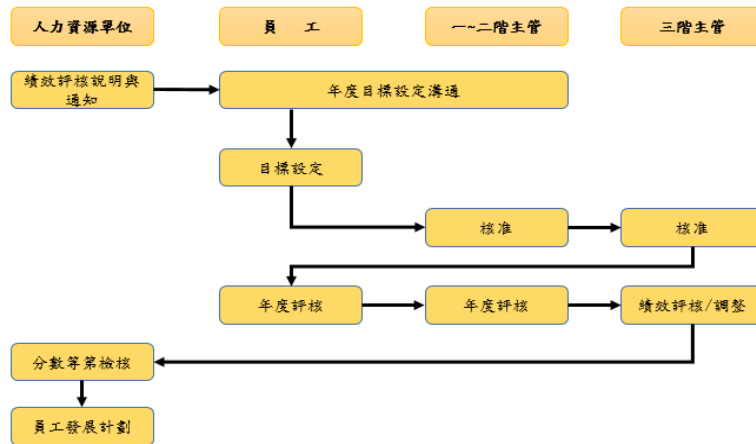 人力資源單位
員 工
一~二階主管
三階主管
績效評核說明與
通知
年度目標設定溝通
目標設定
核准
核准
年度評核
年度評核
績效評核/調整
分數等第檢核
員工發展計劃